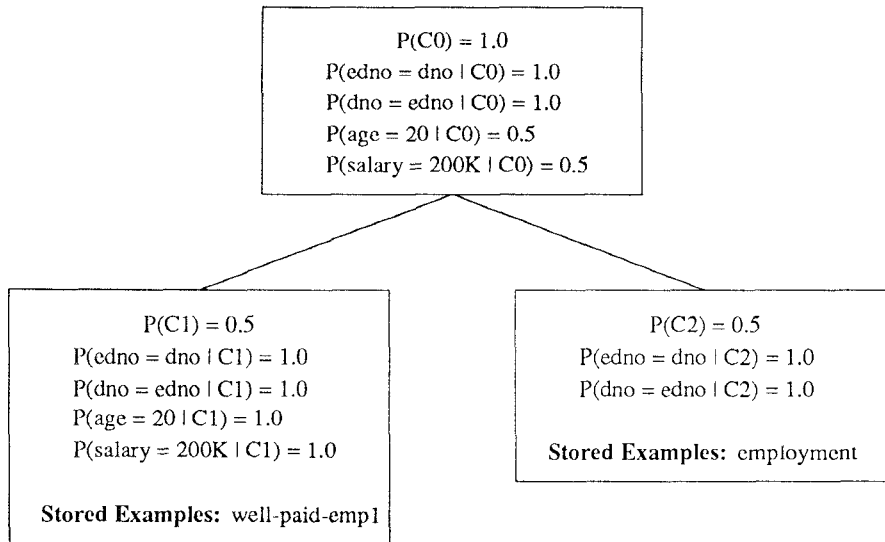 P(C0) = 1.0
P(edno = dno | C0) = 1.0
P(dno = edno | C0) = 1.0
P(age = 20 | C0) = 0.5
P(salary = 200K | C0) = 0.5
P(C1) = 0.5
P(edno = dno | C1) = 1.0
P(dno = edno | C1) = 1.0
P(age = 20 | C1) = 1.0
P(salary = 200K | C1) = 1.0
Stored Examples: well-paid-emp1
P(C2) = 0.5
P(edno = dno | C2) = 1.0
P(dno = edno | C2) = 1.0
Stored Examples: employment